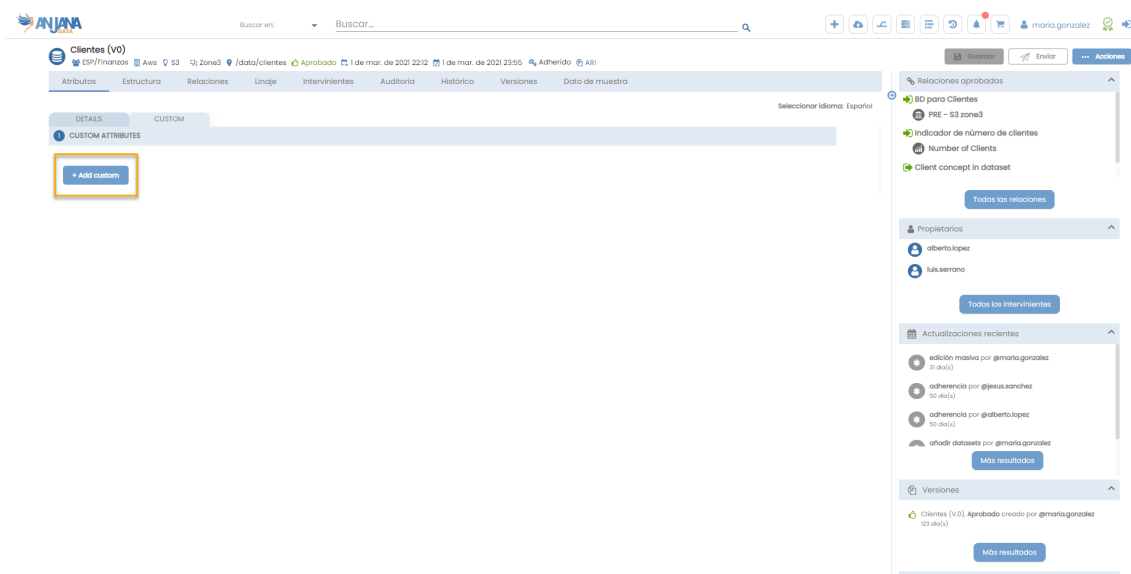 ANJANA
DATA
Buscar en:
Buscar...
maria.gonzalez
Clientes (V0)
ESP/Finanzas Aws S3 Zone3 /data/clientes Aprobado 1 de mar. de 2021 22:12 1 de mar. de 2021 23:55 Adherido ARI
Guardar
Enviar
Acciones
Atributos Estructura Relaciones Linaje Intervinientes Auditoría Histórico Versiones Dato de muestra
Seleccionar idioma: Español
DETAILS CUSTOM
1 CUSTOM ATTRIBUTES
+ Add custom
Relaciones aprobadas
BD para Clientes
PRE - S3 zone3
Indicador de número de clientes
Number of Clients
Client concept in dataset
Todas las relaciones
Propietarios
alberto.lopez
luis.serrano
Todos los intervinientes
Actualizaciones recientes
edición masiva por @maria.gonzalez
31 día(s)
adherencia por @jesus.sanchez
50 día(s)
adherencia por @alberto.lopez
50 día(s)
añadir datasets por @maria.gonzalez
Más resultados
Versiones
Clientes (V.0), Aprobado creado por @maria.gonzalez
123 día(s)
Más resultados